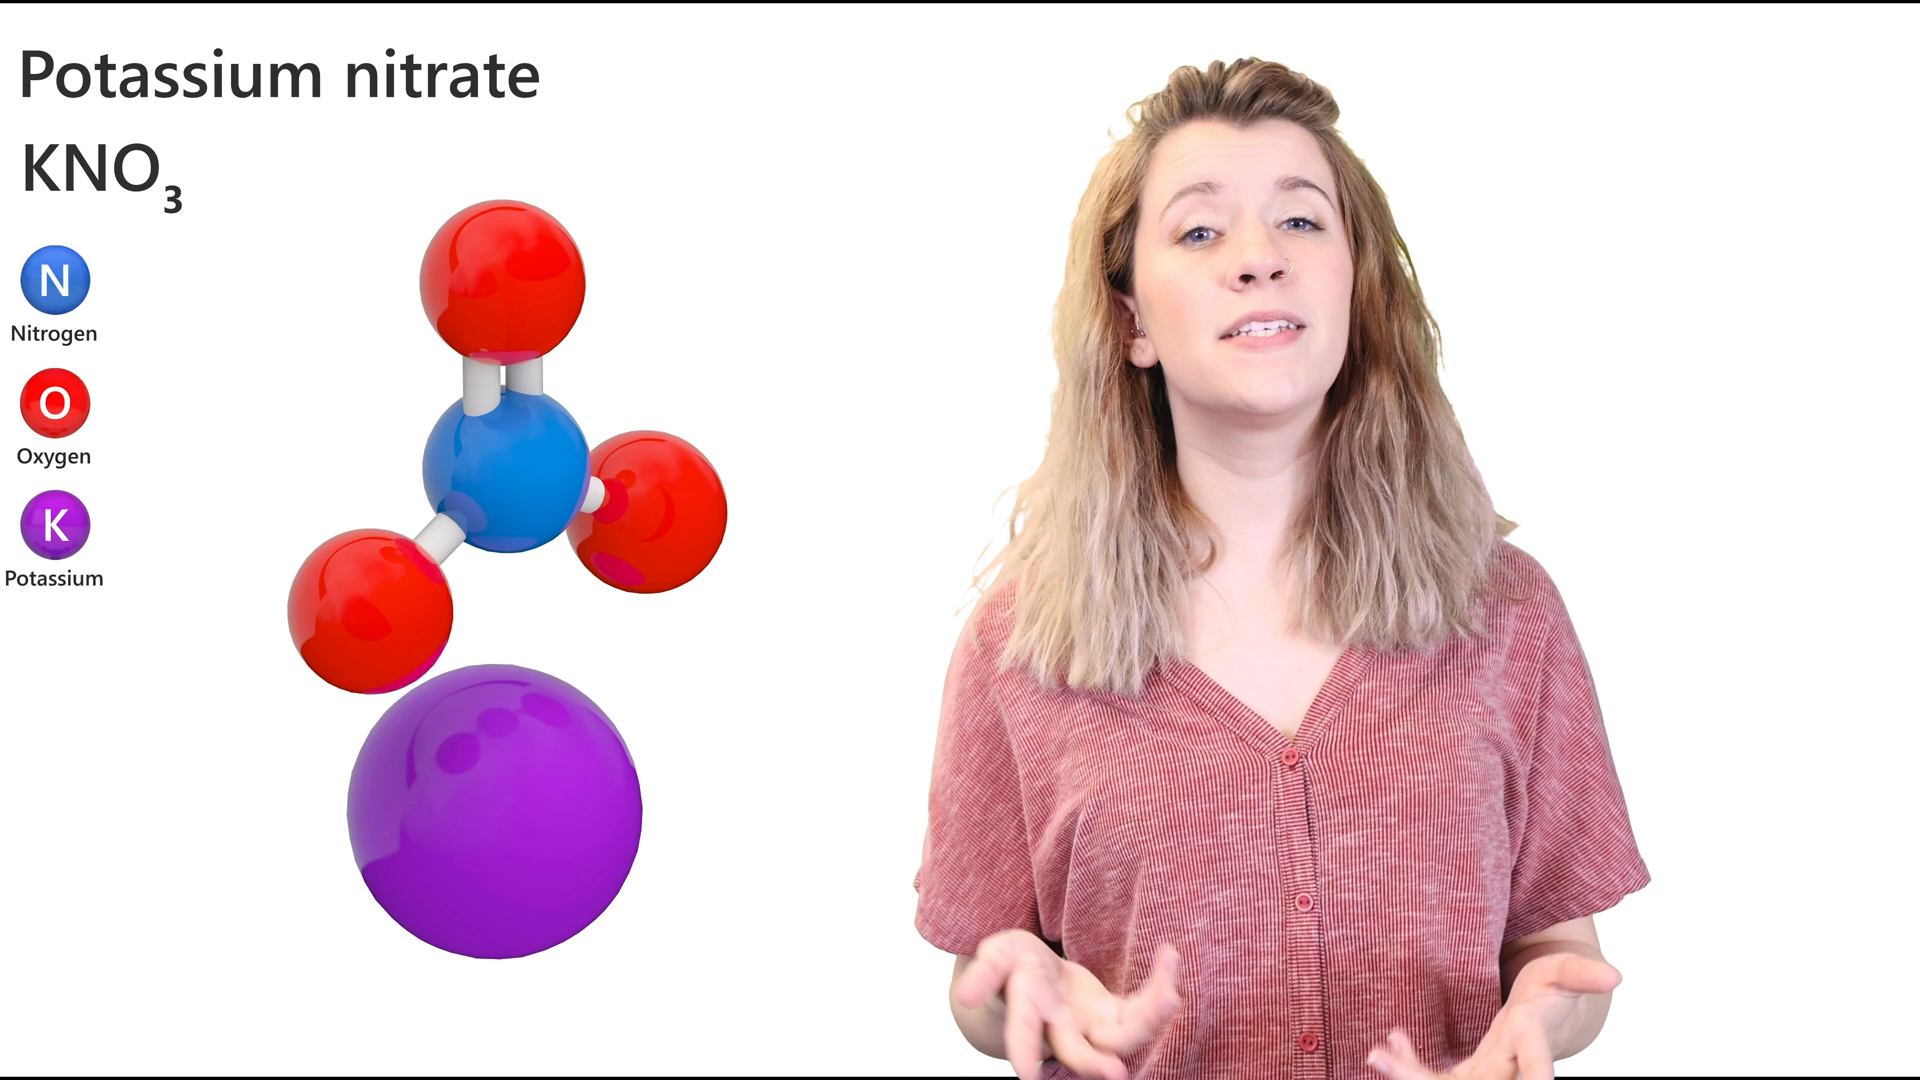 Potassium nitrate
KNO₃
N
Nitrogen
O
Oxygen
K
Potassium